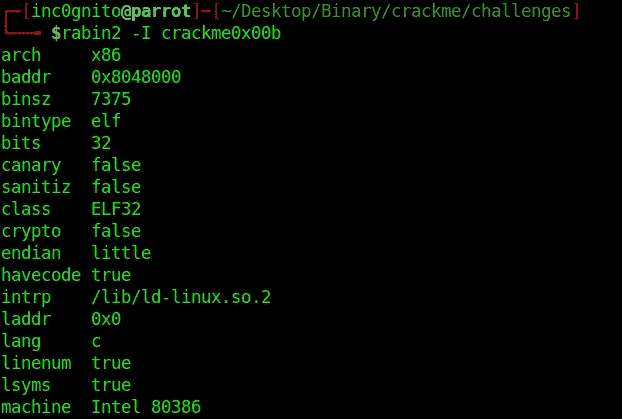 ┌─[inc0gnito@parrot]─[~/Desktop/Binary/crackme/challenges]
└──╼ $rabin2 -I crackme0x00b
arch     x86
baddr    0x8048000
binsz    7375
bintype  elf
bits     32
canary   false
sanitiz  false
class    ELF32
crypto   false
endian   little
havecode true
intrp    /lib/ld-linux.so.2
laddr    0x0
lang     c
linenum  true
lsyms    true
machine  Intel 80386